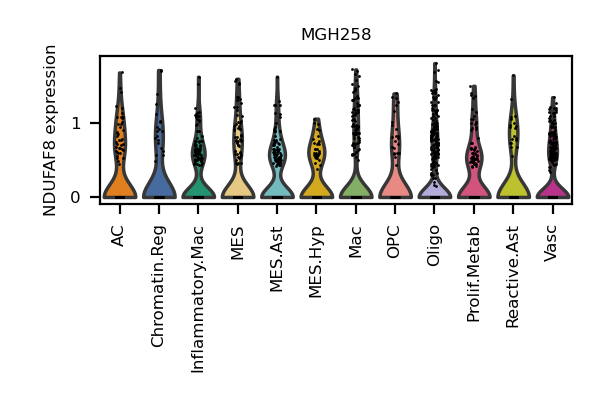 MGH258
NDUFAF8 expression
1
0
AC
Chromatin.Reg
Inflammatory.Mac
MES
MES.Ast
MES.Hyp
Mac
OPC
Oligo
Prolif.Metab
Reactive.Ast
Vasc